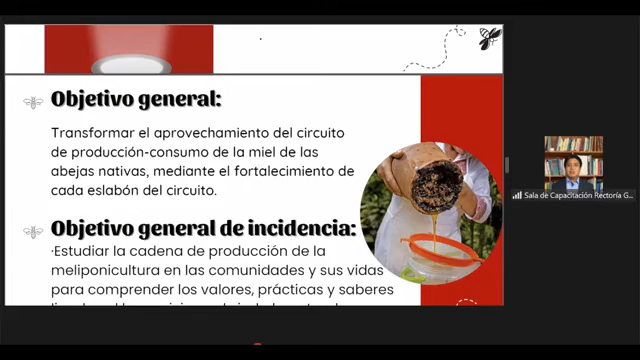 Objetivo general:
Transformar el aprovechamiento del circuito
de producción-consumo de la miel de las
abejas nativas, mediante el fortalecimiento de
cada eslabón del circuito.
Objetivo general de incidencia:
·Estudiar la cadena de producción de la
meliponicultura en las comunidades y sus vidas
para comprender los valores, prácticas y saberes
Sala de Capacitación Rectoría G...